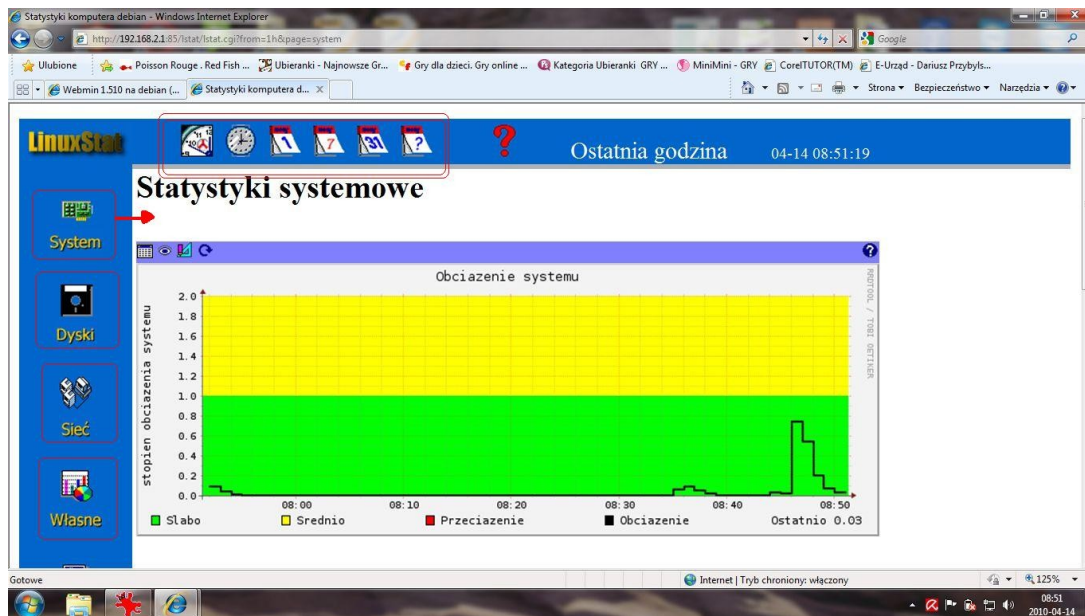 Statystyki komputera debian - Windows Internet Explorer
http://192.168.2.1:85/lstat/lstat.cgi?from=1h&page=system
Google
Ulubione Poisson Rouge . Red Fish ... Ubieranki - Najnowsze Gr... Gry dla dzieci. Gry online ... Kategoria Ubieranki GRY ... MiniMini - GRY CorelTUTOR(TM) E-Urząd - Dariusz Przybyls...
Webmin 1.510 na debian (... Statystyki komputera d... X Strona Bezpieczeństwo Narzędzia
LinuxStat
1 7 31 ? ? Ostatnia godzina 04-14 08:51:19
Statystyki systemowe
System
Dyski
Sieć
Własne
?
Obciazenie systemu
RRDTOOL / TOBI OETIKER
stopien obciazenia systemu
2.0
1.8
1.6
1.4
1.2
1.0
0.8
0.6
0.4
0.2
0.0
08:00 08:10 08:20 08:30 08:40 08:50
Slabo Srednio Przeciazenie Obciazenie Ostatnio 0.03
Gotowe Internet | Tryb chroniony: włączony 125%
08:51
2010-04-14